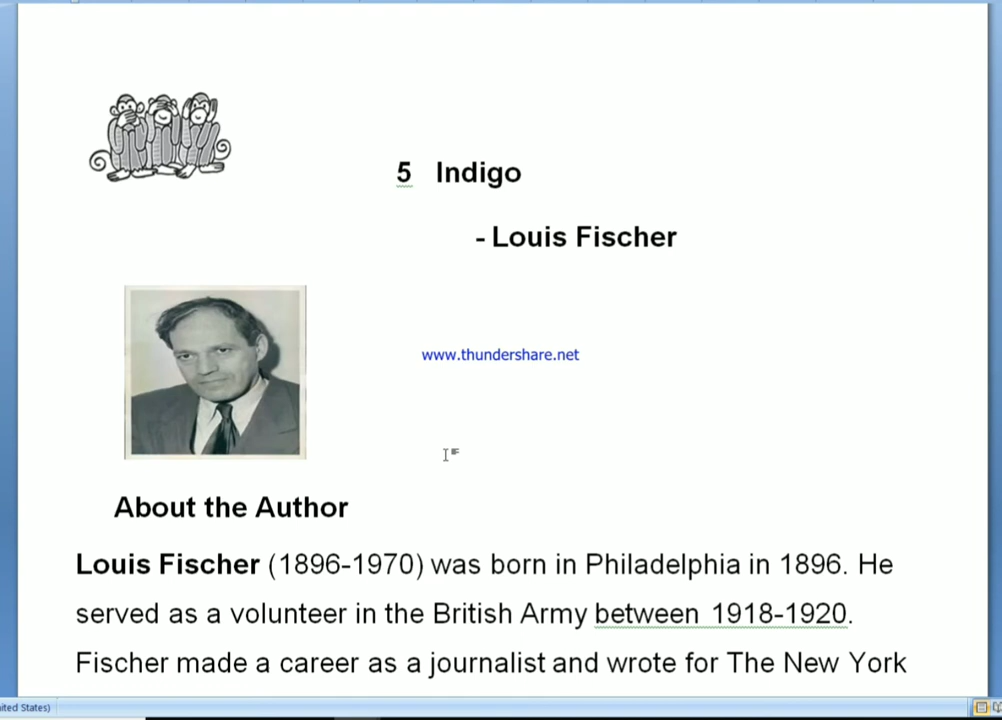 5 Indigo
- Louis Fischer
www.thundershare.net
About the Author
Louis Fischer (1896-1970) was born in Philadelphia in 1896. He
served as a volunteer in the British Army between 1918-1920.
Fischer made a career as a journalist and wrote for The New York
ited States)